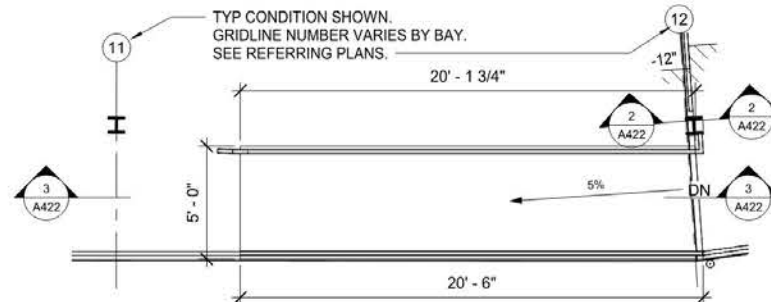 11
TYP CONDITION SHOWN.
GRIDLINE NUMBER VARIES BY BAY.
SEE REFERRING PLANS.
12
-12"
20' - 1 3/4"
2
A422
2
A422
3
A422
5' - 0"
5%
DN
3
A422
20' - 6"